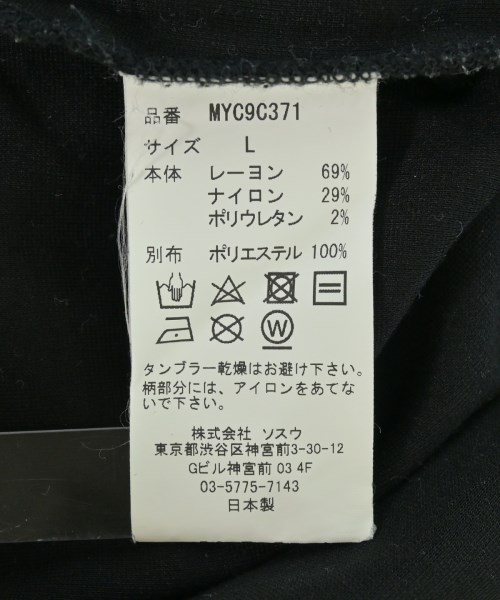 品番 MYC9C371
サイズ L
本体 レーヨン 69%
ナイロン 29%
ポリウレタン 2%
別布 ポリエステル 100%
W
タンブラー乾燥はお避け下さい。
柄部分には、アイロンをあてな
いで下さい。
株式会社 ソスウ
東京都渋谷区神宮前3-30-12
Gビル神宮前 03 4F
03-5775-7143
日本製